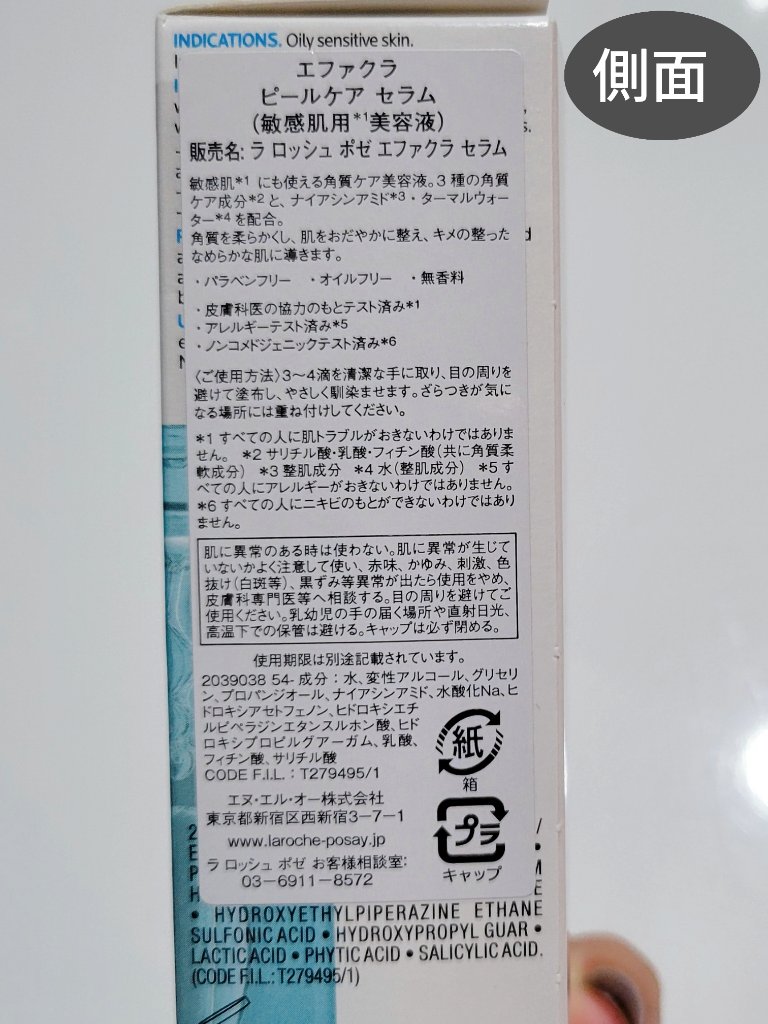 側面
INDICATIONS. Oily sensitive skin.
エファクラ
ピールケア セラム
(敏感肌用*1美容液)
販売名: ラ ロッシュ ポゼ エファクラ セラム
敏感肌*1 にも使える角質ケア美容液。3 種の角質
ケア成分*2 と、ナイアシンアミド*3・ターマルウォー
ター*4 を配合。
角質を柔らかくし、肌をおだやかに整え、キメの整った
なめらかな肌に導きます。
・パラベンフリー ・オイルフリー ・無香料
・皮膚科医の協力のもとテスト済み*1
・アレルギーテスト済み*5
・ノンコメドジェニックテスト済み*6
〈ご使用方法〉3〜4滴を清潔な手に取り、目の周りを
避けて塗布し、やさしく馴染ませます。ざらつきが気に
なる場所には重ね付けしてください。
*1 すべての人に肌トラブルがおきないわけではありま
せん。 *2 サリチル酸・乳酸・フィチン酸(共に角質柔
軟成分) *3 整肌成分 *4 水(整肌成分) *5 す
べての人にアレルギーがおきないわけではありません。
*6 すべての人にニキビのもとができないわけではあり
ません。
肌に異常のある時は使わない。肌に異常が生じて
いないかよく注意して使い、赤味、かゆみ、刺激、色
抜け(白斑等)、黒ずみ等異常が出たら使用をやめ、
皮膚科専門医等へ相談する。目の周りを避けてご
使用ください。乳幼児の手の届く場所や直射日光、
高温下での保管は避ける。キャップは必ず閉める。
使用期限は別途記載されています。
2039038 54- 成分：水、変性アルコール、グリセリ
ン、プロパンジオール、ナイアシンアミド、水酸化Na、ヒ
ドロキシアセトフェノン、ヒドロキシエチ
ルピペラジンエタンスルホン酸、ヒド
ロキシプロピルグアーガム、乳酸、
フィチン酸、サリチル酸
CODE F.I.L.：T279495/1
紙
箱
エヌ・エル・オー株式会社
東京都新宿区西新宿3−7−1
www.laroche-posay.jp
ラ ロッシュ ポゼ お客様相談室:
03−6911−8572
プラ
キャップ
• HYDROXYETHYLPIPERAZINE ETHANE
SULFONIC ACID • HYDROXYPROPYL GUAR •
LACTIC ACID • PHYTIC ACID • SALICYLIC ACID.
(CODE F.I.L.: T279495/1)